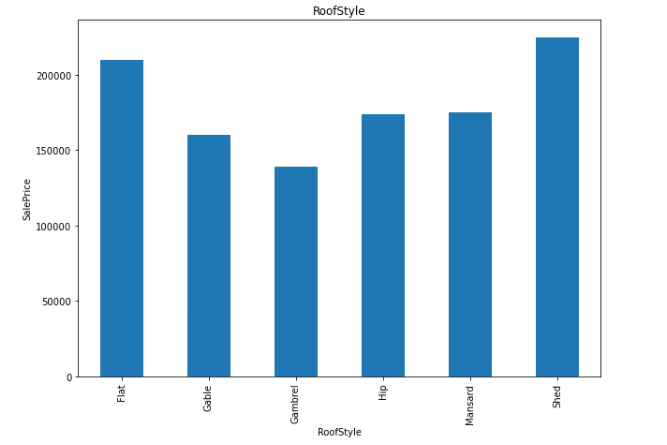 RoofStyle
200000
150000
100000
50000
0
SalePrice
Flat
Gable
Gambrel
Hip
Mansard
Shed
RoofStyle